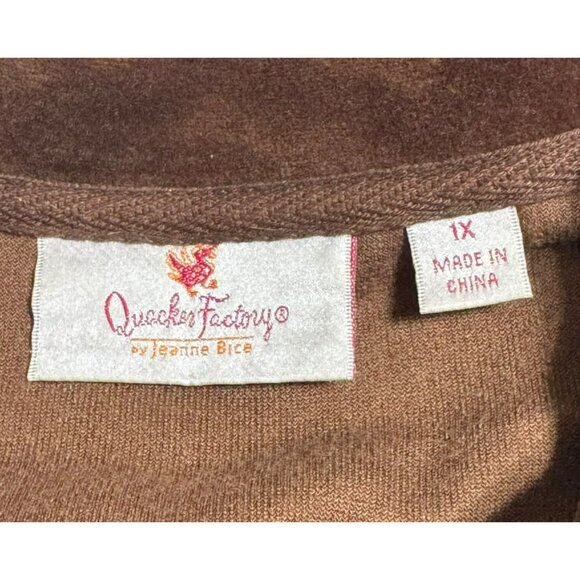 Quacker Factory®
by Jeanne Bice
1X
MADE IN
CHINA